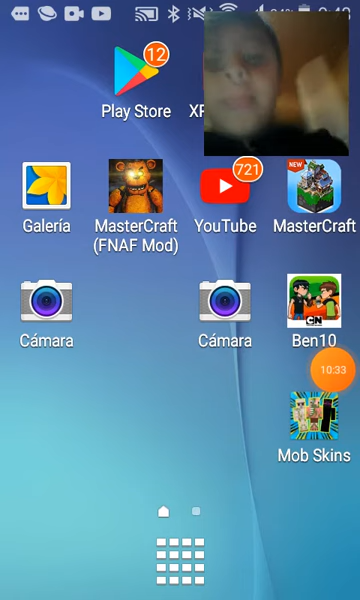 12
Play Store
721
NEW
Galería
MasterCraft
(FNAF Mod)
YouTube
MasterCraft
Cámara
Cámara
CN
Ben10
10:33
Mob Skins